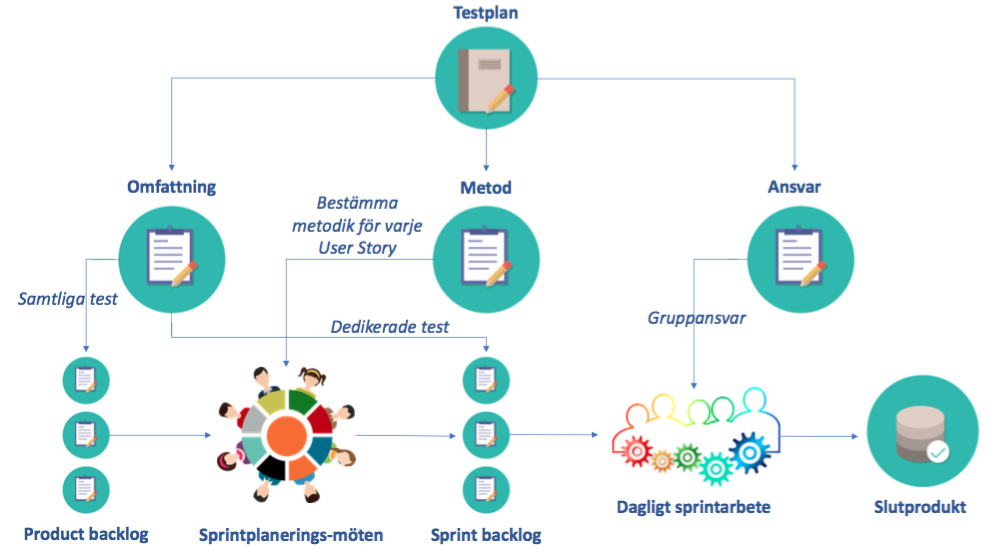 Testplan
Omfattning
Metod
Ansvar
Bestämma
metodik för varje
User Story
Samtliga test
Dedikerade test
Gruppansvar
Product backlog
Sprintplanerings-möten
Sprint backlog
Dagligt sprintarbete
Slutprodukt